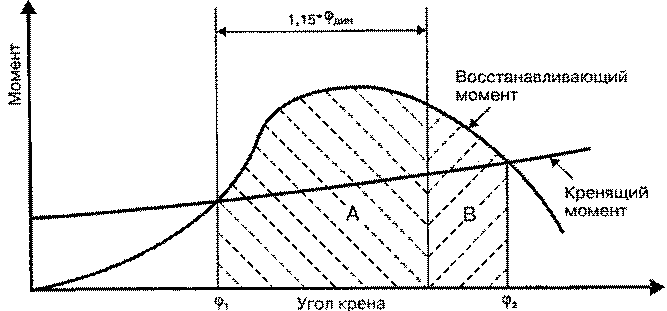 1,15*φдин
Момент
Восстанавливающий
момент
Кренящий
момент
A
B
φ₁
Угол крена
φ₂